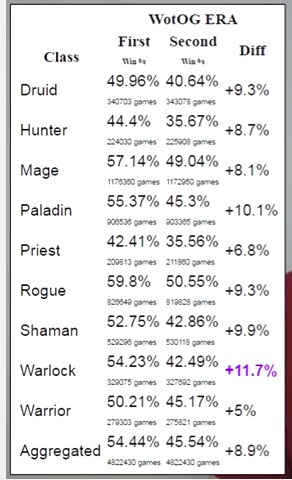 WotOG ERA
First Second
Class Diff
Win % Win %
Druid 49.96% 40.64% +9.3%
340703 games 343078 games
Hunter 44.4% 35.67% +8.7%
224030 games 225908 games
Mage 57.14% 49.04% +8.1%
1176360 games 1172950 games
Paladin 55.37% 45.3% +10.1%
906536 games 903365 games
Priest 42.41% 35.56% +6.8%
209813 games 211860 games
Rogue 59.8% 50.55% +9.3%
826649 games 819828 games
Shaman 52.75% 42.86% +9.9%
529296 games 530118 games
Warlock 54.23% 42.49% +11.7%
329075 games 327692 games
Warrior 50.21% 45.17% +5%
279303 games 275821 games
Aggregated 54.44% 45.54% +8.9%
4822430 games 4822430 games